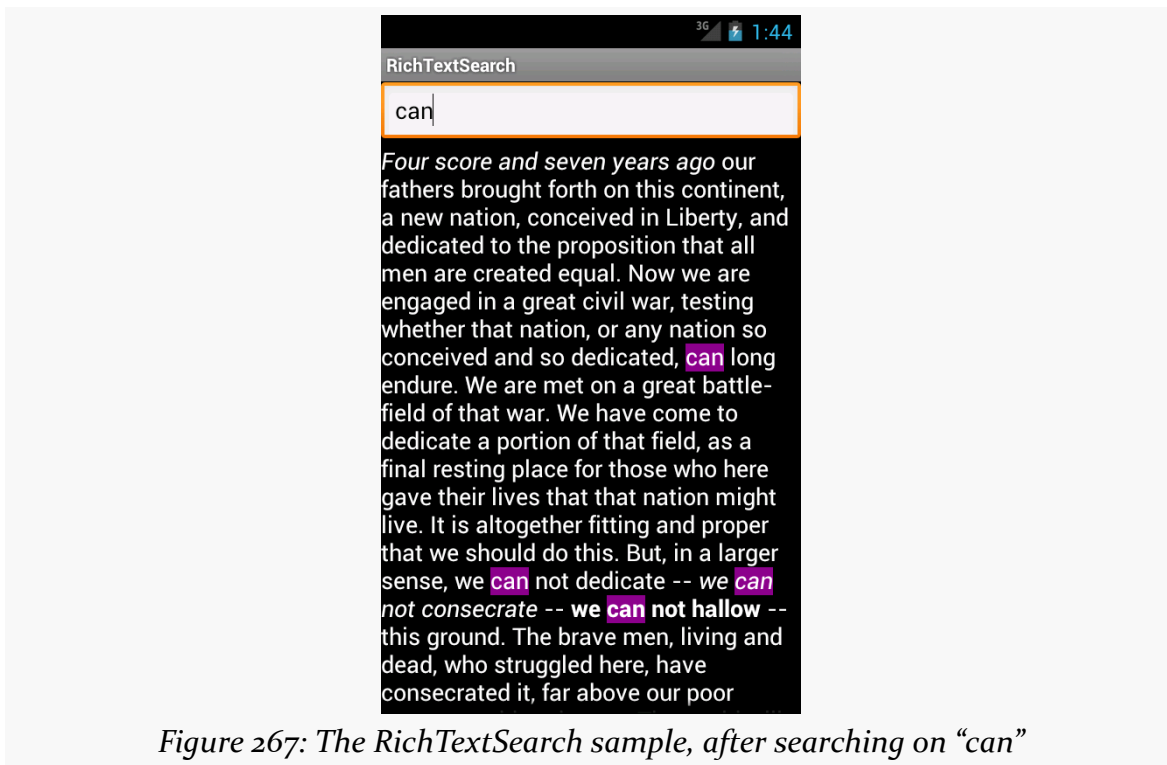 3G 1:44
RichTextSearch
can
Four score and seven years ago our
fathers brought forth on this continent,
a new nation, conceived in Liberty, and
dedicated to the proposition that all
men are created equal. Now we are
engaged in a great civil war, testing
whether that nation, or any nation so
conceived and so dedicated, can long
endure. We are met on a great battle-
field of that war. We have come to
dedicate a portion of that field, as a
final resting place for those who here
gave their lives that that nation might
live. It is altogether fitting and proper
that we should do this. But, in a larger
sense, we can not dedicate -- we can
not consecrate -- we can not hallow --
this ground. The brave men, living and
dead, who struggled here, have
consecrated it, far above our poor
Figure 267: The RichTextSearch sample, after searching on “can”